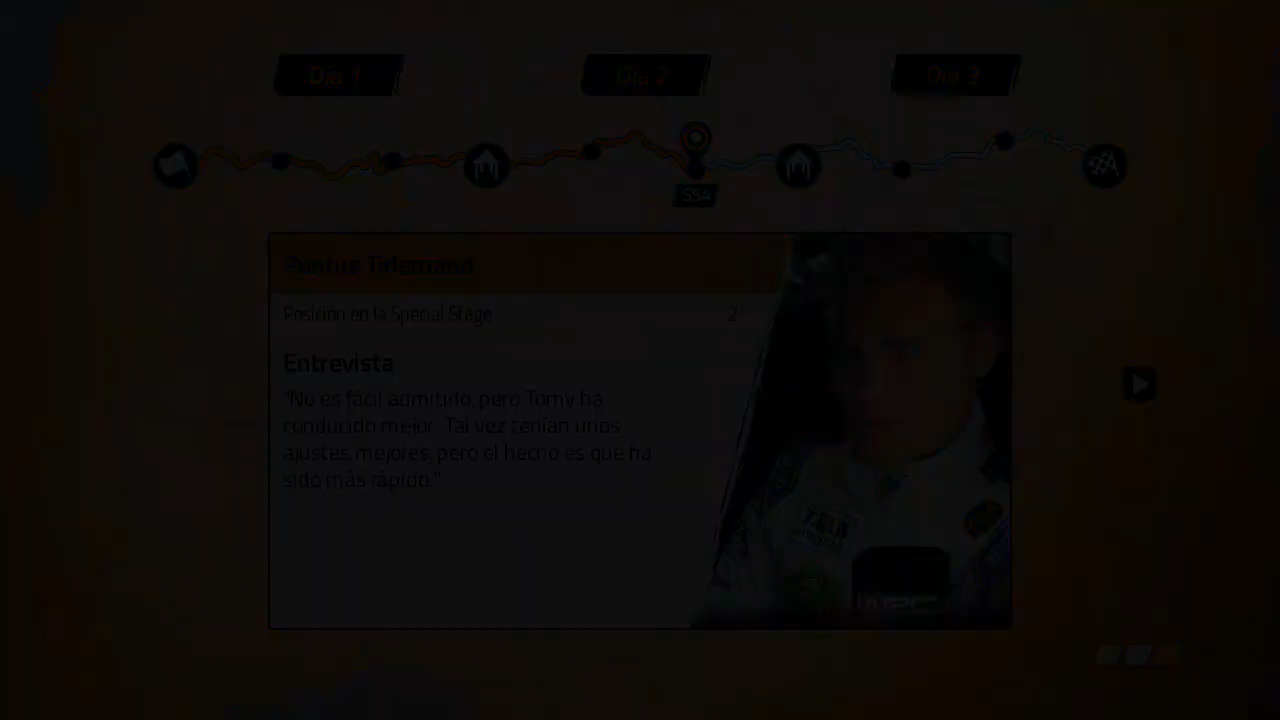 Día 1
Día 2
Día 3
SS4
Pontus Tidemand
Posición en la Special Stage 2
Entrevista
"No es fácil admitirlo, pero Tomy ha
conducido mejor. Tal vez tenían unos
ajustes mejores, pero el hecho es que ha
sido más rápido."
WRC